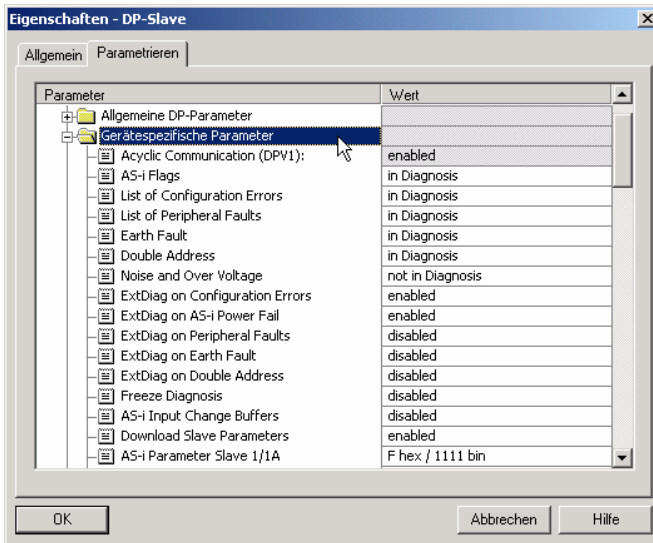 Eigenschaften - DP-Slave
Allgemein Parametrieren
Parameter Wert
Allgemeine DP-Parameter
Gerätespezifische Parameter
Acyclic Communication (DPV1): enabled
AS-i Flags in Diagnosis
List of Configuration Errors in Diagnosis
List of Peripheral Faults in Diagnosis
Earth Fault in Diagnosis
Double Address in Diagnosis
Noise and Over Voltage not in Diagnosis
ExtDiag on Configuration Errors enabled
ExtDiag on AS-i Power Fail enabled
ExtDiag on Peripheral Faults disabled
ExtDiag on Earth Fault disabled
ExtDiag on Double Address disabled
Freeze Diagnosis disabled
AS-i Input Change Buffers disabled
Download Slave Parameters enabled
AS-i Parameter Slave 1/1A F hex / 1111 bin
OK Abbrechen Hilfe